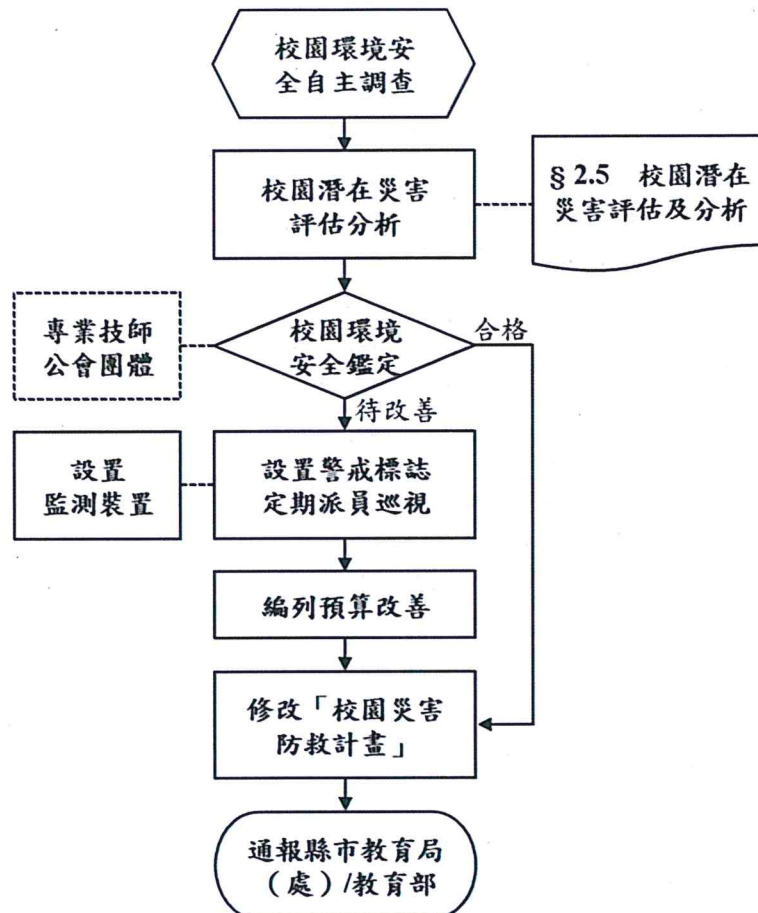 校園環境安
全自主調查
校園潛在災害
評估分析
§ 2.5 校園潛在
災害評估及分析
專業技師
公會團體
校園環境
安全鑑定
合格
待改善
設置
監測裝置
設置警戒標誌
定期派員巡視
編列預算改善
修改「校園災害
防救計畫」
通報縣市教育局
（處）/教育部